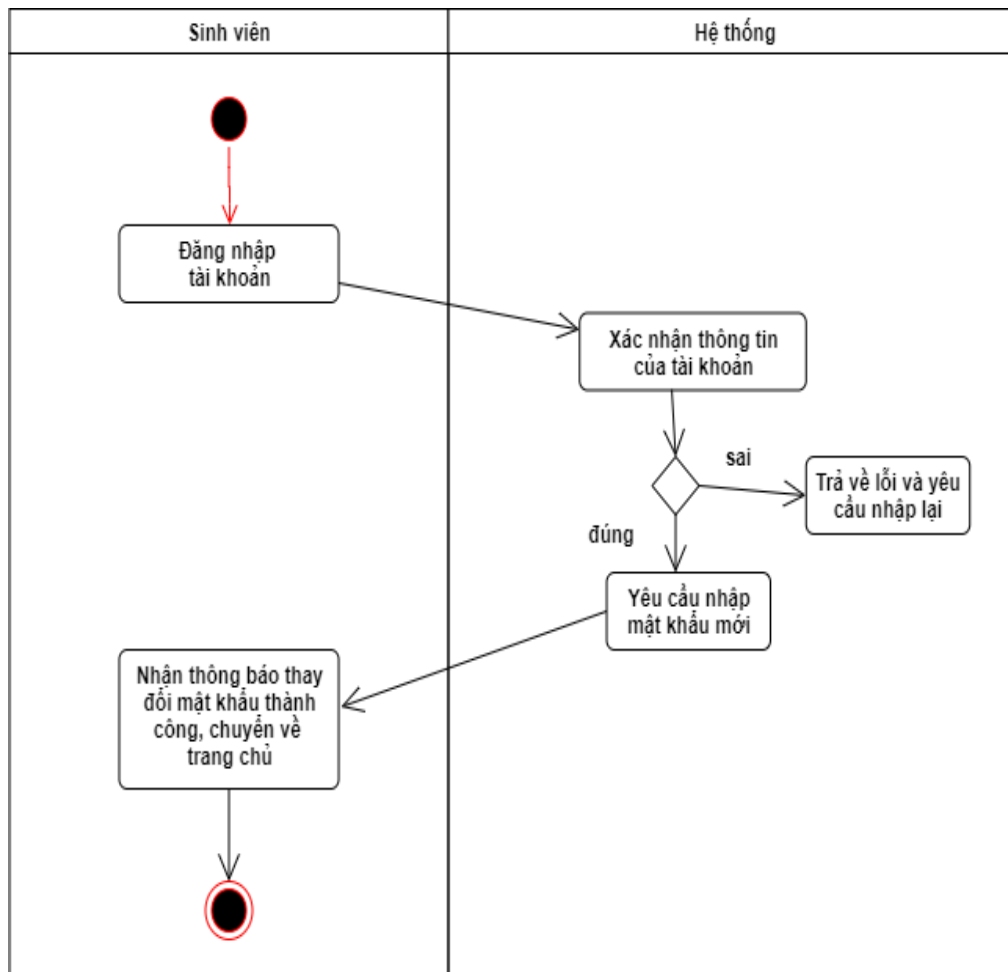 Sinh viên
Hệ thống
Đăng nhập
tài khoản
Xác nhận thông tin
của tài khoản
sai
Trả về lỗi và yêu
cầu nhập lại
đúng
Yêu cầu nhập
mật khẩu mới
Nhận thông báo thay
đổi mật khẩu thành
công, chuyển về
trang chủ